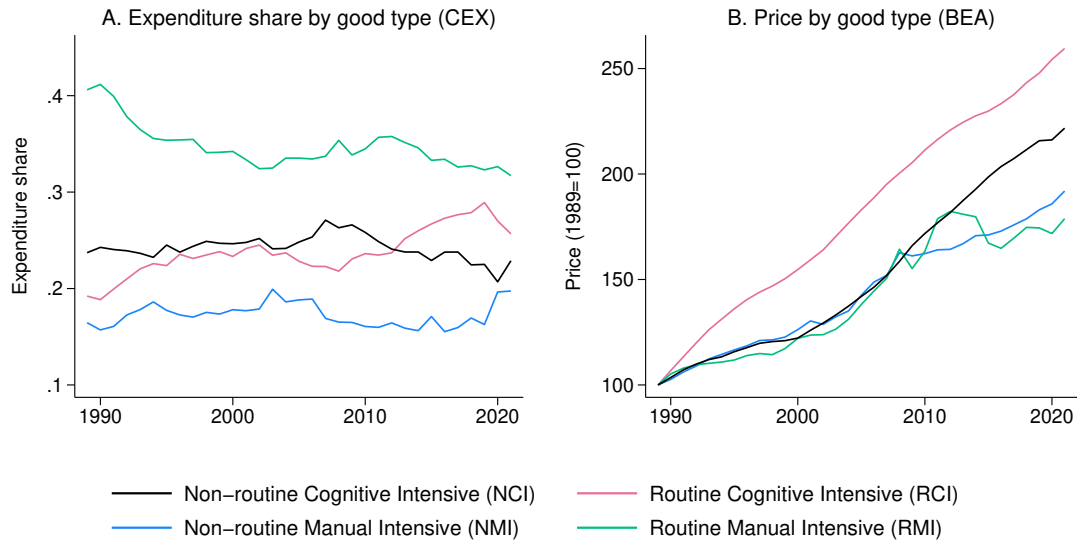 A. Expenditure share by good type (CEX)
Expenditure share
.4
.3
.2
.1
1990 2000 2010 2020
B. Price by good type (BEA)
Price (1989=100)
250
200
150
100
1990 2000 2010 2020
Non−routine Cognitive Intensive (NCI)
Routine Cognitive Intensive (RCI)
Non−routine Manual Intensive (NMI)
Routine Manual Intensive (RMI)